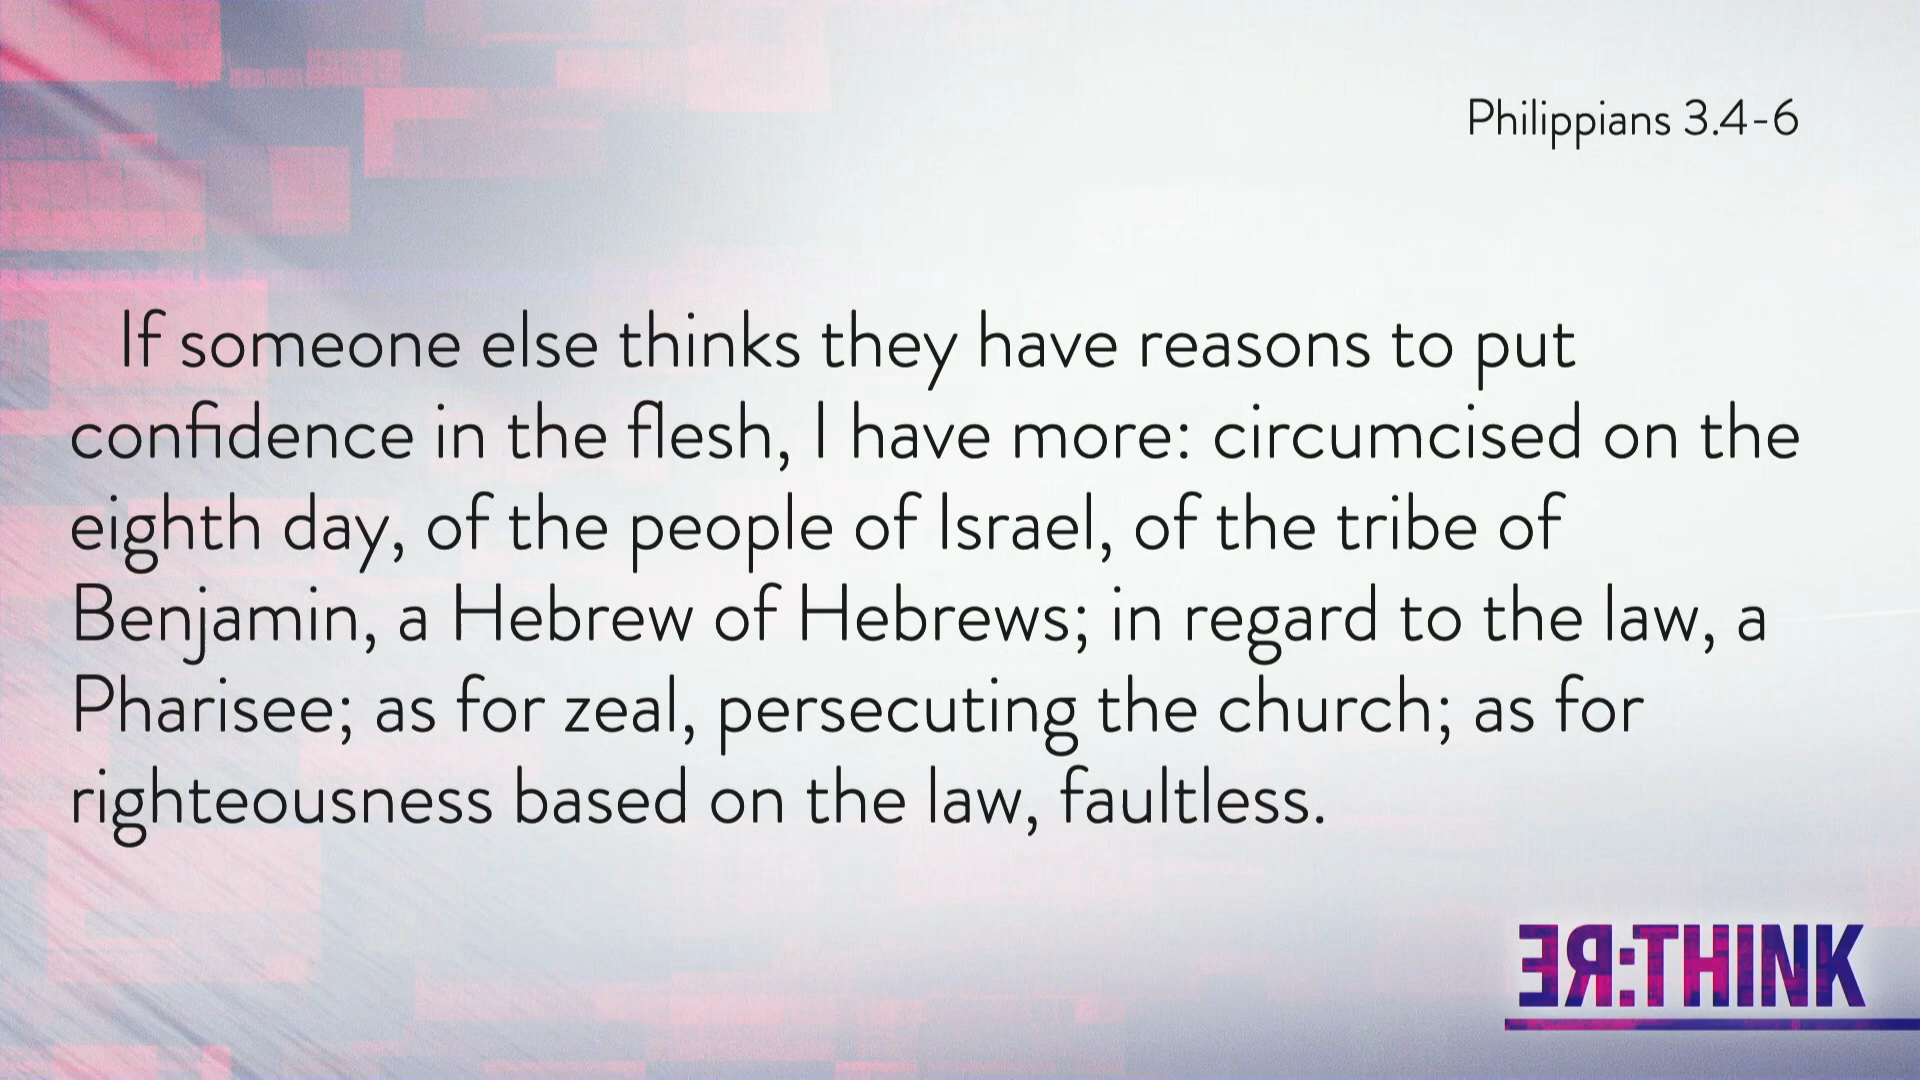 Philippians 3.4-6
If someone else thinks they have reasons to put
confidence in the flesh, I have more: circumcised on the
eighth day, of the people of Israel, of the tribe of
Benjamin, a Hebrew of Hebrews; in regard to the law, a
Pharisee; as for zeal, persecuting the church; as for
righteousness based on the law, faultless.
RE:THINK